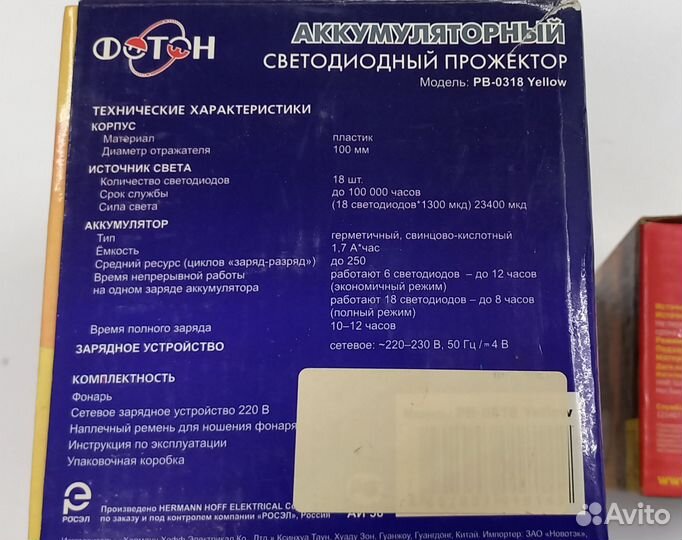 ФОТОН
АККУМУЛЯТОРНЫЙ
СВЕТОДИОДНЫЙ ПРОЖЕКТОР
Модель: PB-0318 Yellow
ТЕХНИЧЕСКИЕ ХАРАКТЕРИСТИКИ
КОРПУС
Материал пластик
Диаметр отражателя 100 мм
ИСТОЧНИК СВЕТА
Количество светодиодов 18 шт.
Срок службы до 100 000 часов
Сила света (18 светодиодов*1300 мкд) 23400 мкд
АККУМУЛЯТОР
Тип герметичный, свинцово-кислотный
Ёмкость 1,7 А*час
Средний ресурс (циклов «заряд-разряд») до 250
Время непрерывной работы работают 6 светодиодов – до 12 часов
на одном заряде аккумулятора (экономичный режим)
работают 18 светодиодов – до 8 часов
(полный режим)
Время полного заряда 10–12 часов
ЗАРЯДНОЕ УСТРОЙСТВО сетевое: ~220–230 В, 50 Гц / = 4 В
КОМПЛЕКТНОСТЬ
Фонарь
Сетевое зарядное устройство 220 В
Наплечный ремень для ношения фонаря
Инструкция по эксплуатации
Упаковочная коробка
РОСЭЛ
Произведено HERMANN HOFF ELECTRICAL Co
по заказу и под контролем компании «РОСЭЛ», Россия
Гуанчжоу, Гуангдонг, Китай. Импортер: ЗАО «Новотэк»,
Avito